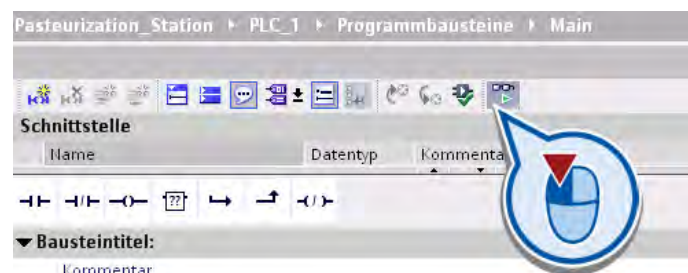 Pasteurization_Station ▸ PLC_1 ▸ Programmbausteine ▸ Main
Schnittstelle
Name Datentyp Kommenta
??
Bausteintitel:
Kommentar